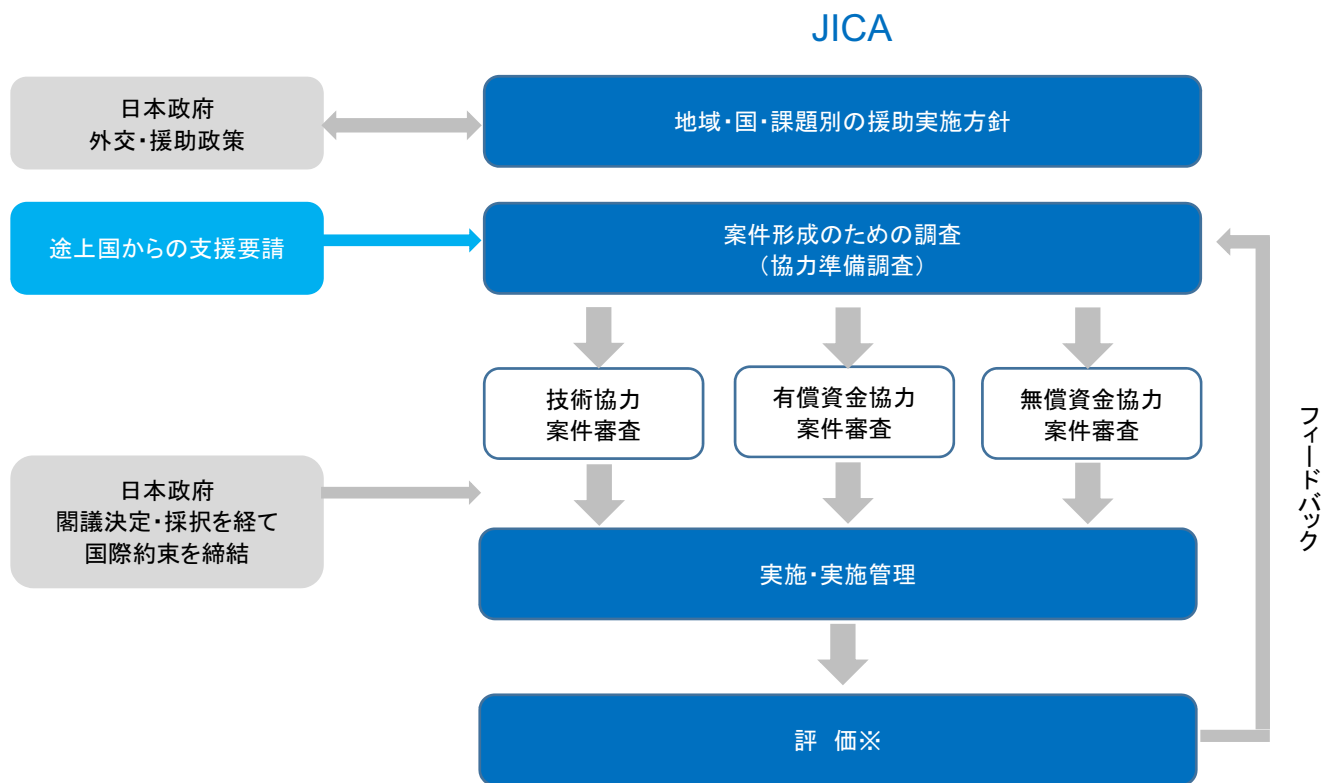 JICA
日本政府
外交・援助政策
地域・国・課題別の援助実施方針
途上国からの支援要請
案件形成のための調査
（協力準備調査）
技術協力
案件審査
有償資金協力
案件審査
無償資金協力
案件審査
日本政府
閣議決定・採択を経て
国際約束を締結
実施・実施管理
評　価※
フィードバック